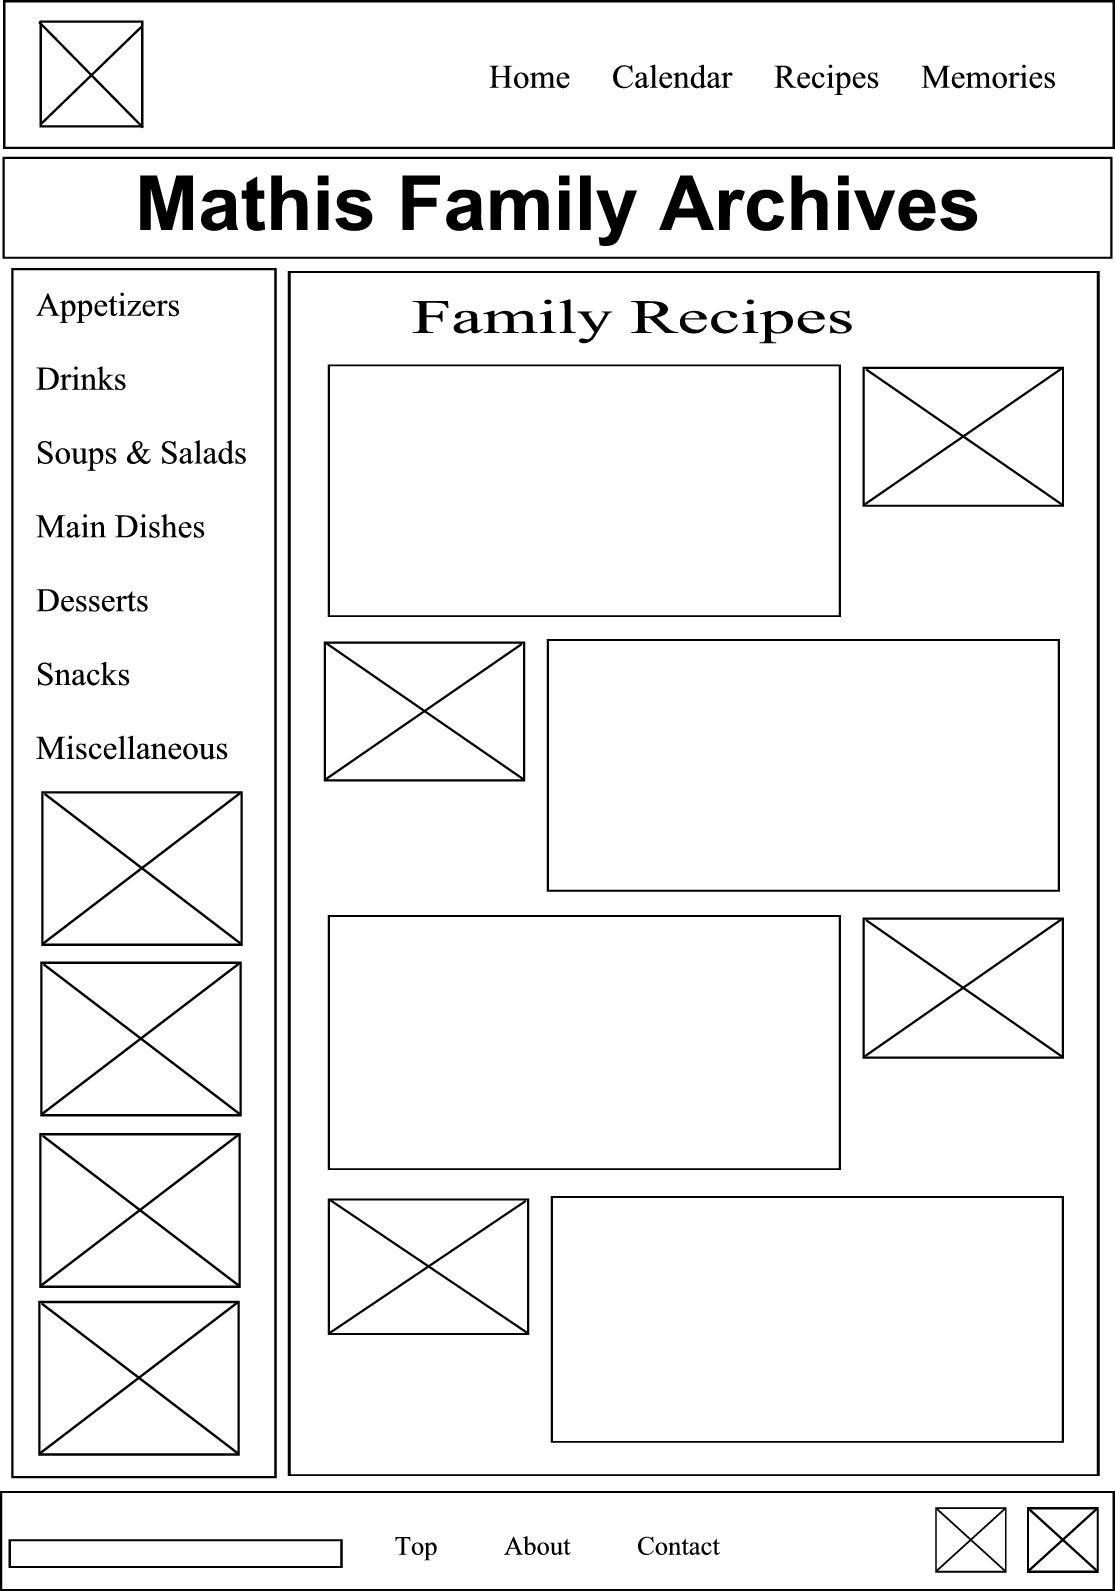 Home Calendar Recipes Memories
Mathis Family Archives
Appetizers
Drinks
Soups & Salads
Main Dishes
Desserts
Snacks
Miscellaneous
Family Recipes
Top About Contact